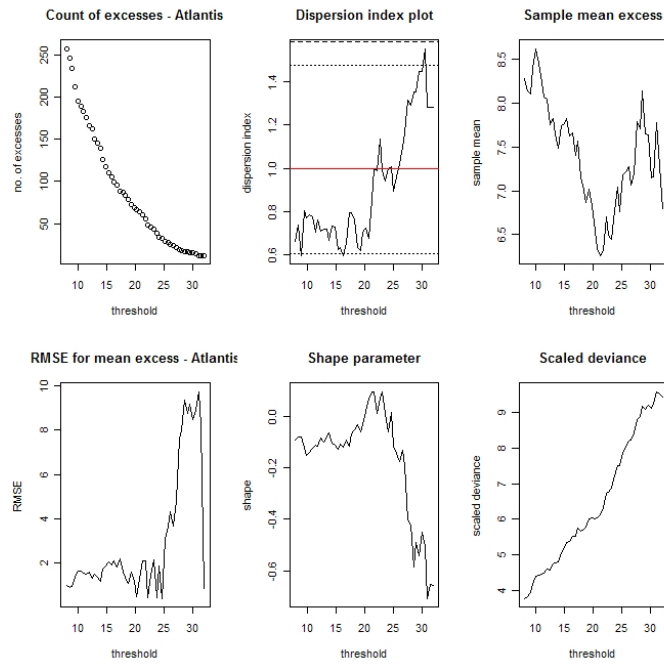 Count of excesses - Atlantis
no. of excesses
50 100 150 200 250
10 15 20 25 30
threshold
Dispersion index plot
dispersion index
0.6 0.8 1.0 1.2 1.4
10 15 20 25 30
threshold
Sample mean excess
sample mean
6.5 7.0 7.5 8.0 8.5
10 15 20 25 30
threshold
RMSE for mean excess - Atlantis
RMSE
2 4 6 8 10
10 15 20 25 30
threshold
Shape parameter
shape
-0.6 -0.4 -0.2 0.0
10 15 20 25 30
threshold
Scaled deviance
scaled deviance
4 5 6 7 8 9
10 15 20 25 30
threshold